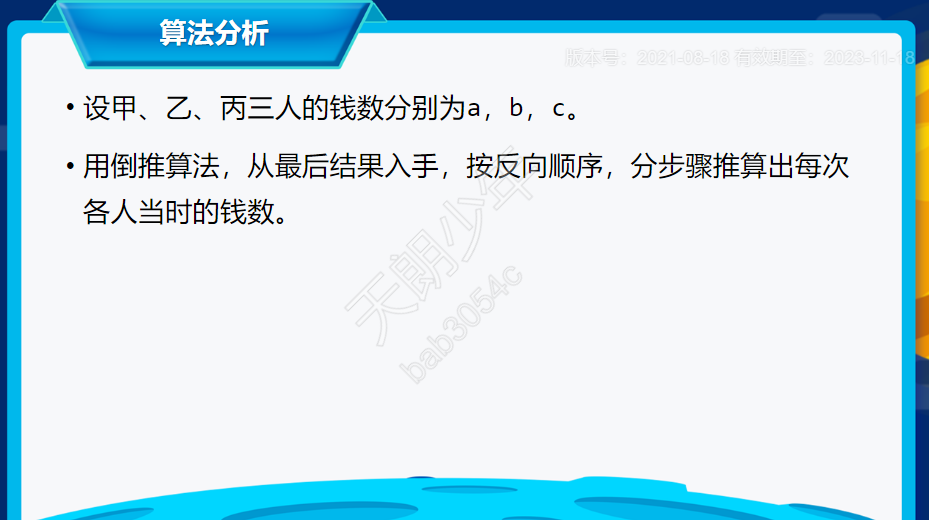 算法分析
版本号：2021-08-18 有效期至：2023-11-18
• 设甲、乙、丙三人的钱数分别为a，b，c。
• 用倒推算法，从最后结果入手，按反向顺序，分步骤推算出每次
各人当时的钱数。
天朗少年
bab3054c